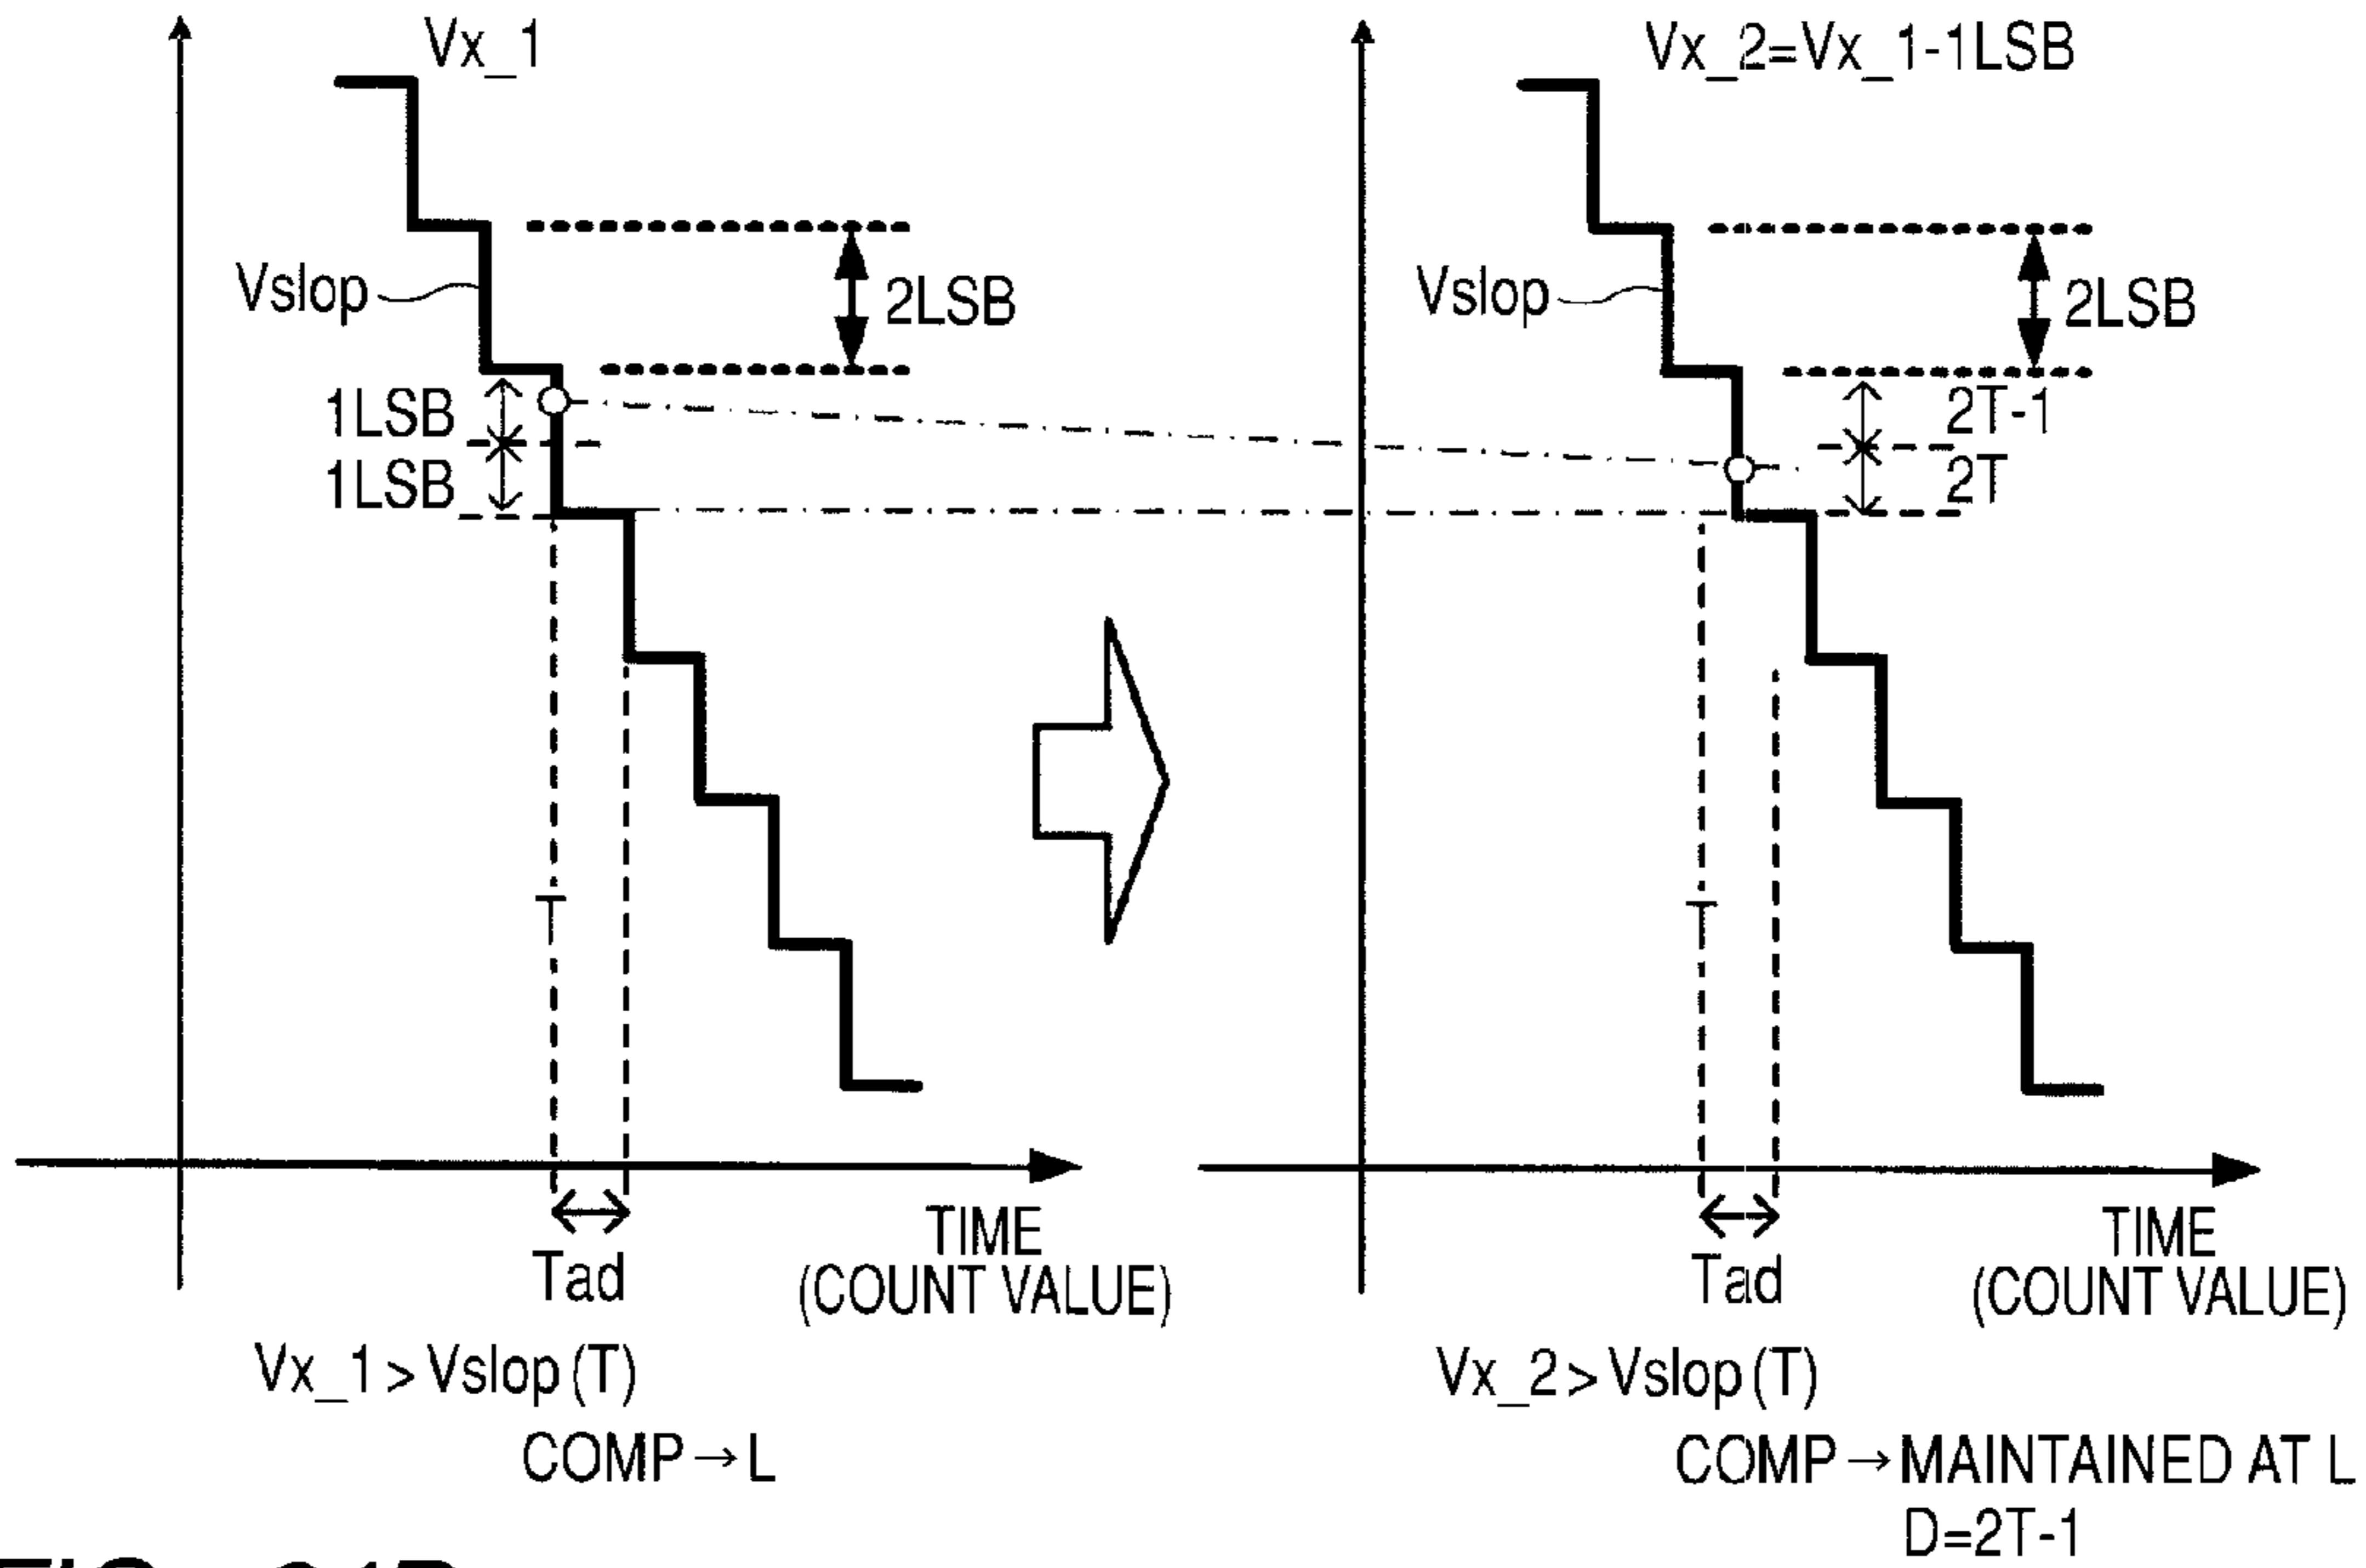 Vx_1
Vslop
2LSB
1LSB
1LSB
T
Tad
TIME
(COUNT VALUE)
Vx_1 > Vslop (T)
COMP→L
Vx_2=Vx_1-1LSB
Vslop
2LSB
2T-1
2T
T
Tad
TIME
(COUNT VALUE)
Vx_2 > Vslop (T)
COMP→MAINTAINED AT L
D=2T-1